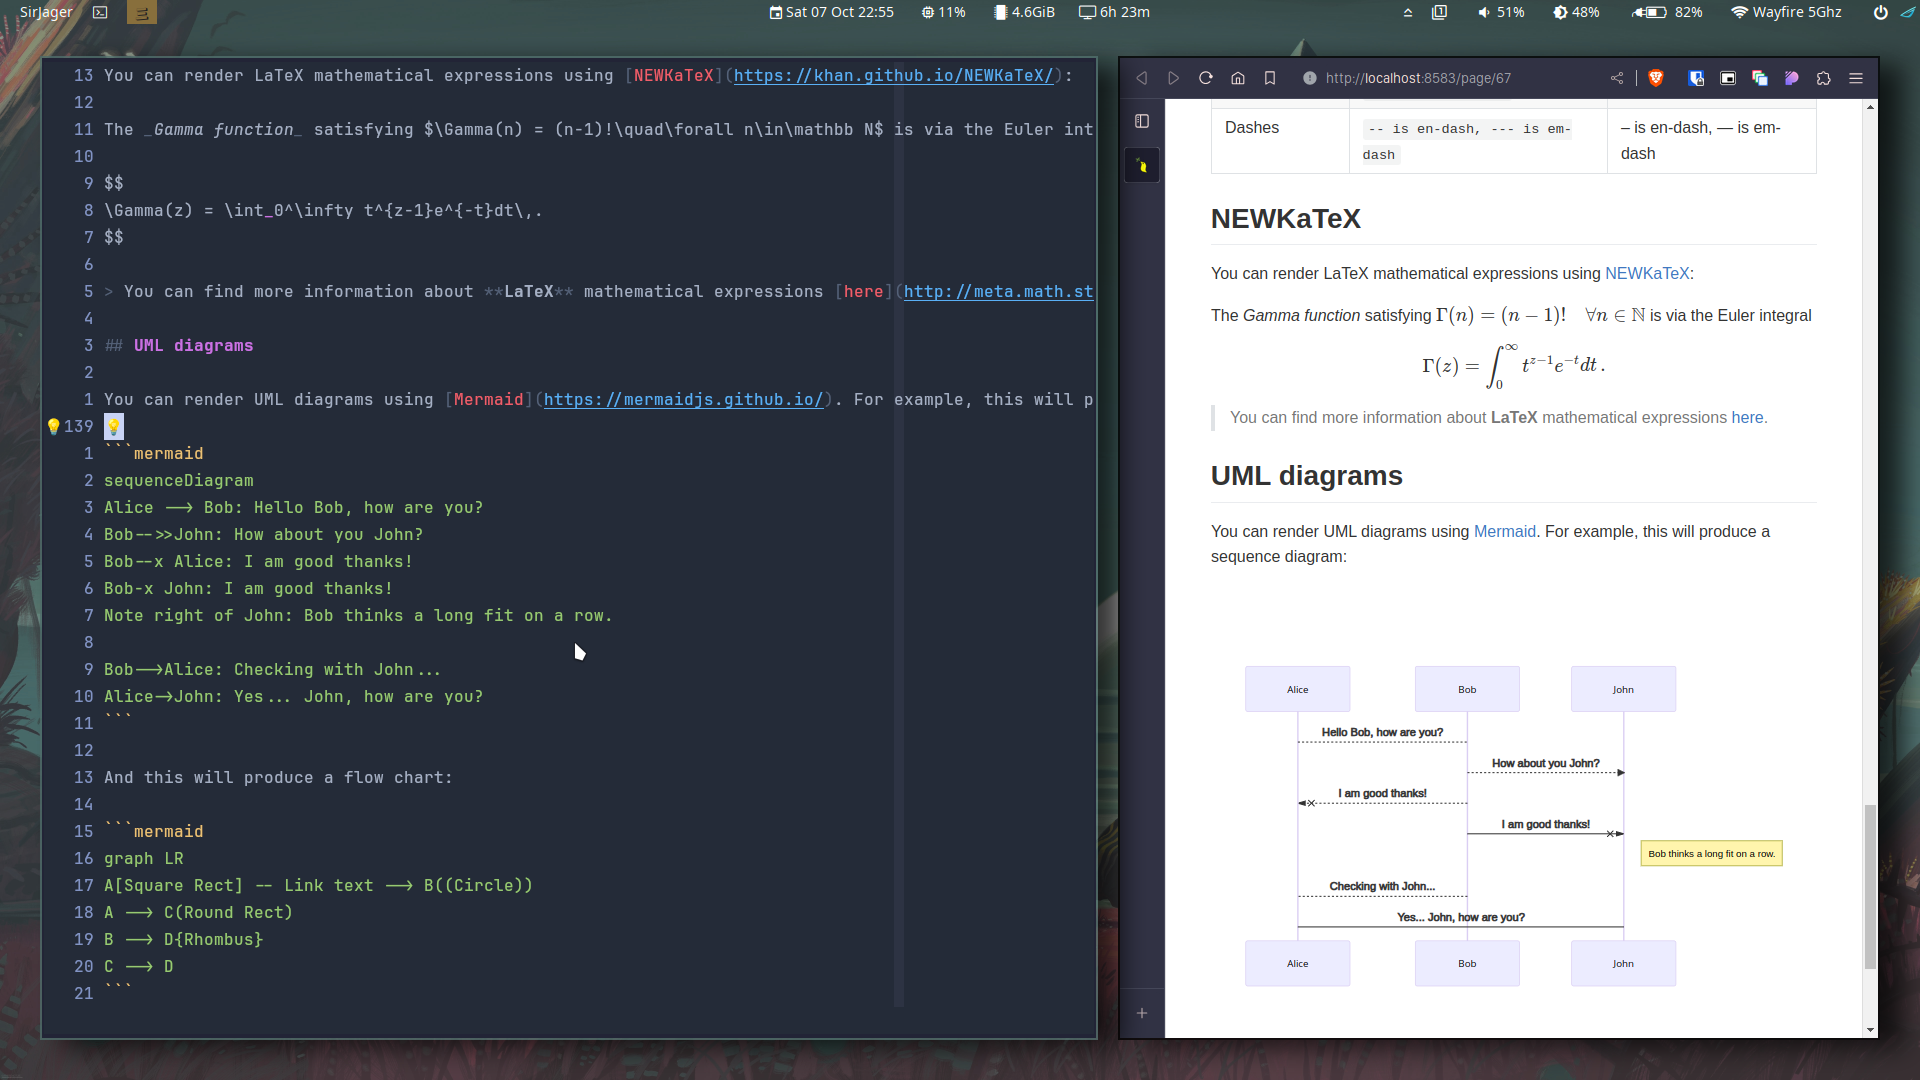 SirJager
Sat 07 Oct 22:55 11% 4.6GiB 6h 23m
51% 48% 82% Wayfire 5Ghz
13 You can render LaTeX mathematical expressions using [NEWKaTeX](https://khan.github.io/NEWKaTeX/):
12
11 The _Gamma function_ satisfying $\Gamma(n) = (n-1)!\quad\forall n\in\mathbb N$ is via the Euler int
10
9 $$
8 \Gamma(z) = \int_0^\infty t^{z-1}e^{-t}dt\,.
7 $$
6
5 > You can find more information about **LaTeX** mathematical expressions [here](http://meta.math.st
4
3 ## UML diagrams
2
1 You can render UML diagrams using [Mermaid](https://mermaidjs.github.io/). For example, this will p
139
1 ```mermaid
2 sequenceDiagram
3 Alice --> Bob: Hello Bob, how are you?
4 Bob-->>John: How about you John?
5 Bob--x Alice: I am good thanks!
6 Bob-x John: I am good thanks!
7 Note right of John: Bob thinks a long fit on a row.
8
9 Bob-->Alice: Checking with John...
10 Alice->John: Yes... John, how are you?
11 ```
12
13 And this will produce a flow chart:
14
15 ```mermaid
16 graph LR
17 A[Square Rect] -- Link text --> B((Circle))
18 A --> C(Round Rect)
19 B --> D{Rhombus}
20 C --> D
21 ```
http://localhost:8583/page/67
Dashes -- is en-dash, --- is em-dash – is en-dash, — is em-dash
NEWKaTeX
You can render LaTeX mathematical expressions using NEWKaTeX:
The Gamma function satisfying Γ(n) = (n − 1)! ∀n ∈ ℕ is via the Euler integral
Γ(z) = ∫₀^∞ t^{z−1}e^{−t}dt .
You can find more information about LaTeX mathematical expressions here.
UML diagrams
You can render UML diagrams using Mermaid. For example, this will produce a
sequence diagram:
Alice Bob John
Hello Bob, how are you?
How about you John?
I am good thanks!
I am good thanks!
Bob thinks a long fit on a row.
Checking with John...
Yes... John, how are you?
Alice Bob John